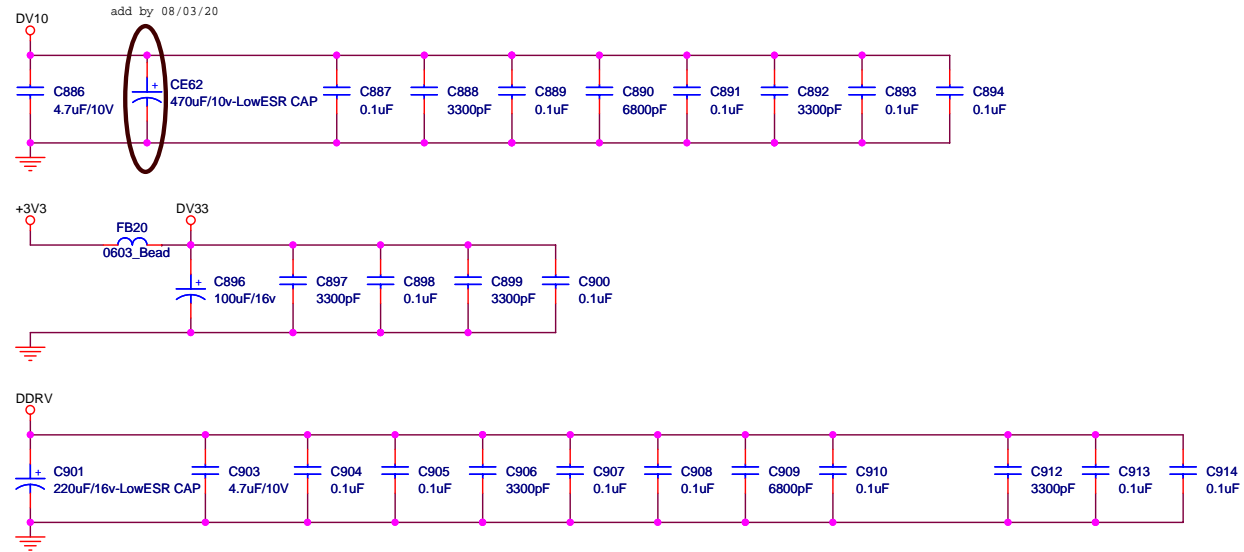 add by 08/03/20
DV10
C886
4.7uF/10V
+
CE62
470uF/10v-LowESR CAP
C887
0.1uF
C888
3300pF
C889
0.1uF
C890
6800pF
C891
0.1uF
C892
3300pF
C893
0.1uF
C894
0.1uF
+3V3
FB20
0603_Bead
DV33
+
C896
100uF/16v
C897
3300pF
C898
0.1uF
C899
3300pF
C900
0.1uF
DDRV
+
C901
220uF/16v-LowESR CAP
C903
4.7uF/10V
C904
0.1uF
C905
0.1uF
C906
3300pF
C907
0.1uF
C908
0.1uF
C909
6800pF
C910
0.1uF
C912
3300pF
C913
0.1uF
C914
0.1uF